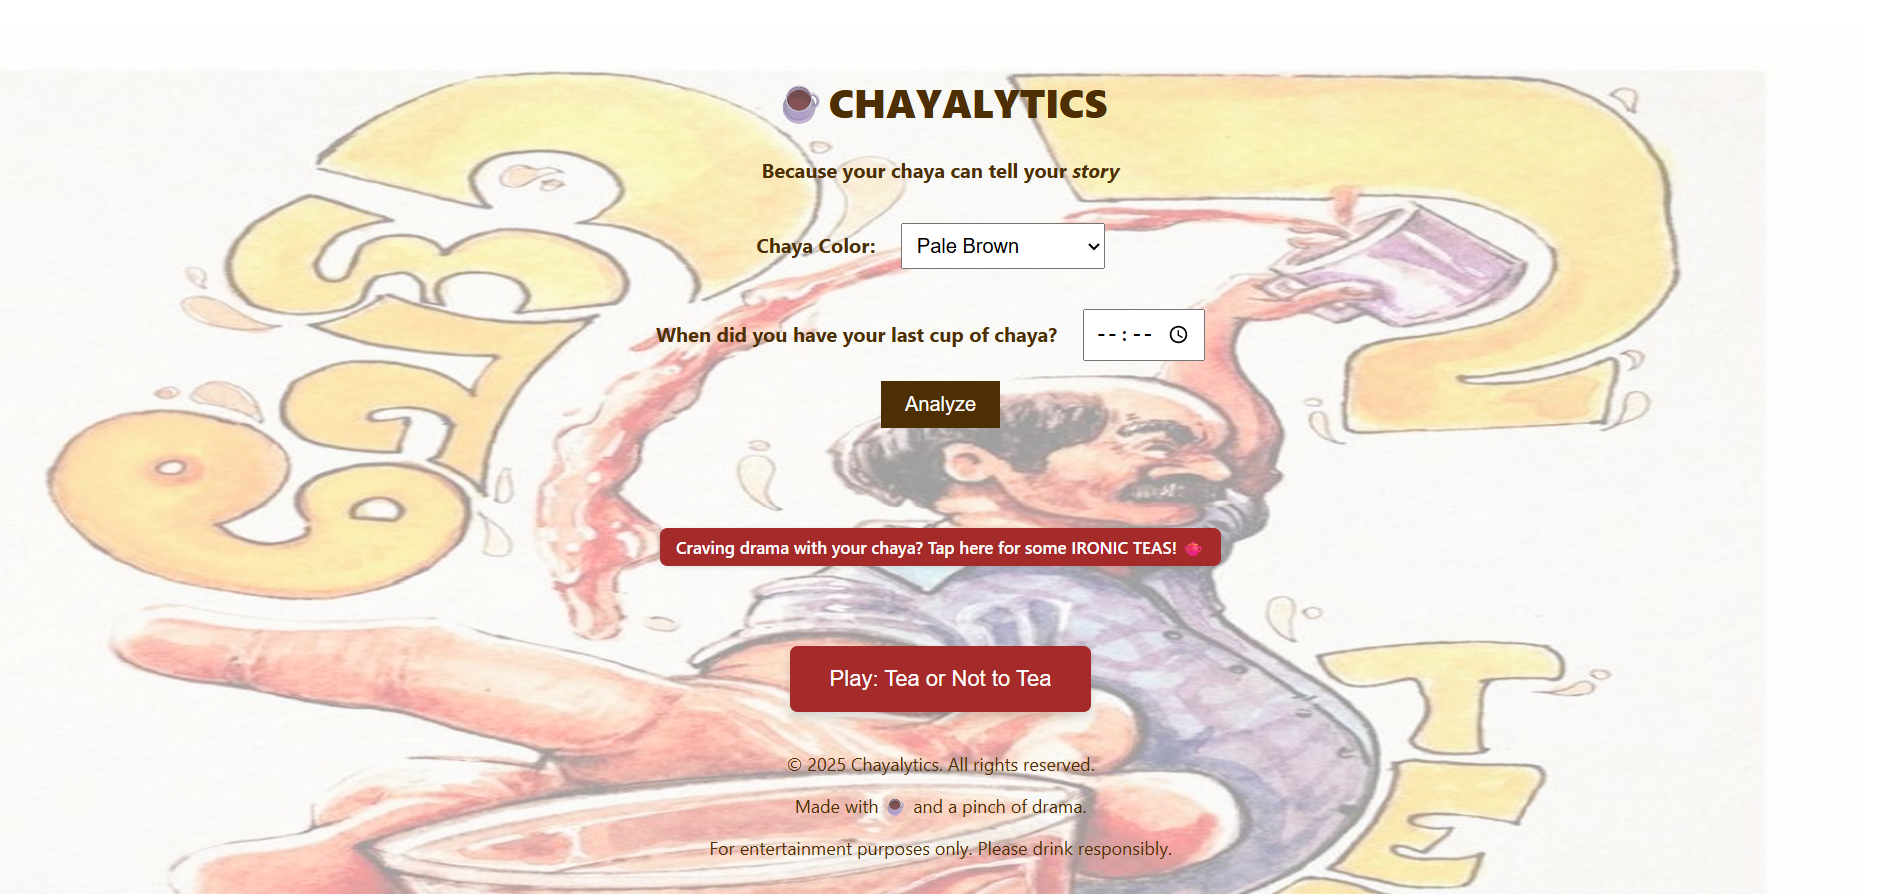 CHAYALYTICS
Because your chaya can tell your story
Chaya Color: Pale Brown
When did you have your last cup of chaya? --:--
Analyze
Craving drama with your chaya? Tap here for some IRONIC TEAS!
Play: Tea or Not to Tea
T
E
© 2025 Chayalytics. All rights reserved.
Made with ☕ and a pinch of drama.
For entertainment purposes only. Please drink responsibly.